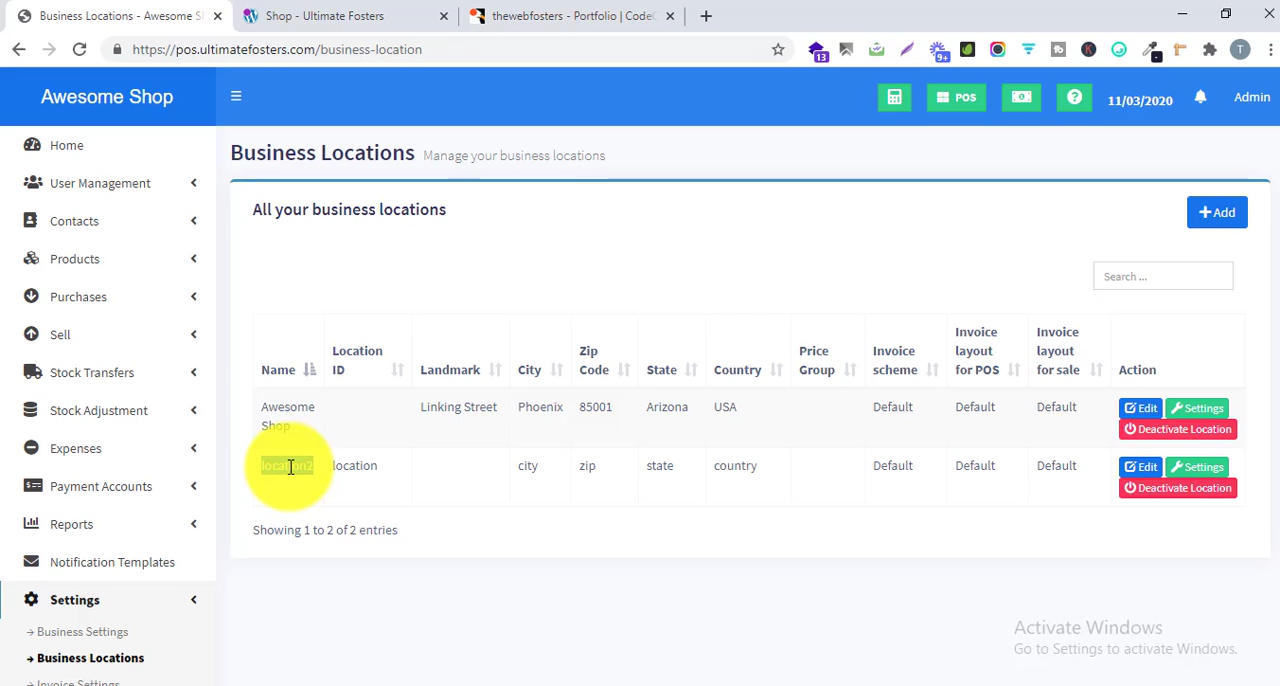 Business Locations - Awesome S
Shop - Ultimate Fosters
thewebfosters - Portfolio | Code
https://pos.ultimatefosters.com/business-location
13
9+
tb
K
T
Awesome Shop
POS
11/03/2020
Admin
Home
User Management
Contacts
Products
Purchases
Sell
Stock Transfers
Stock Adjustment
Expenses
Payment Accounts
Reports
Notification Templates
Settings
Business Settings
Business Locations
Invoice Settings
Business Locations Manage your business locations
All your business locations
Add
Search ...
Name Location ID Landmark City Zip Code State Country Price Group Invoice scheme Invoice layout for POS Invoice layout for sale Action
Awesome Shop Linking Street Phoenix 85001 Arizona USA Default Default Default Edit Settings
Deactivate Location
location2 location city zip state country Default Default Default Edit Settings
Deactivate Location
Showing 1 to 2 of 2 entries
Activate Windows
Go to Settings to activate Windows.